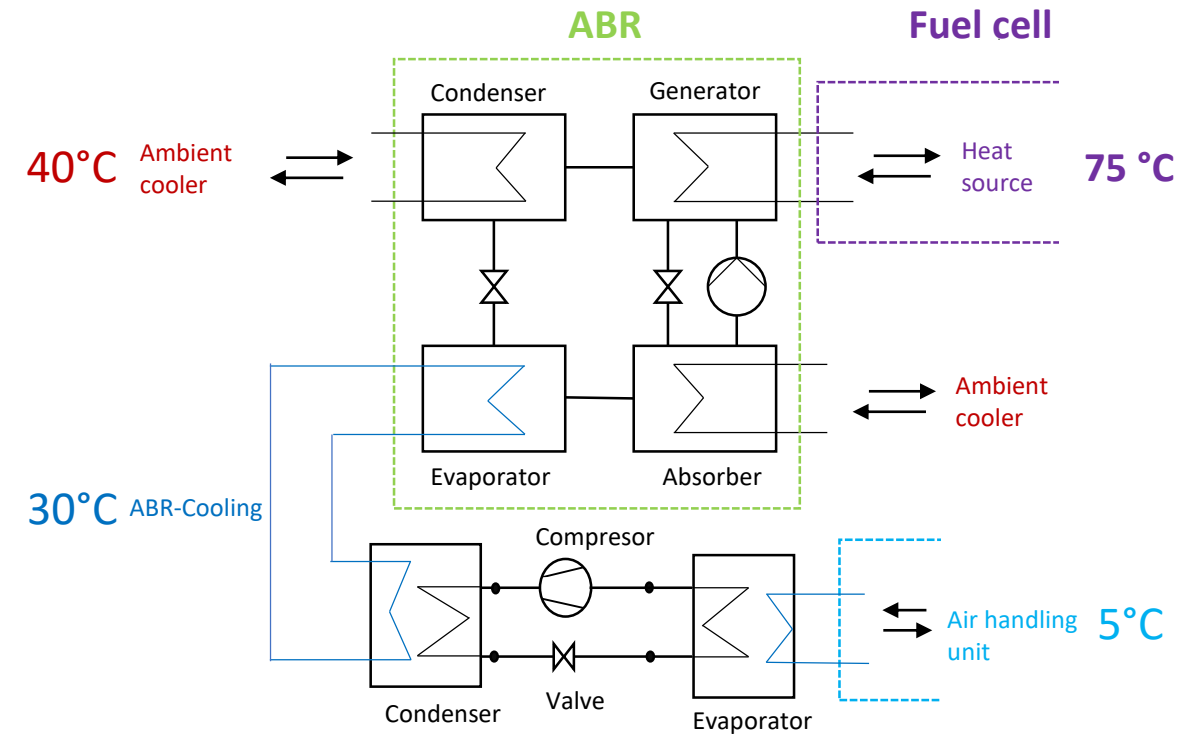 ABR
Fuel cell
Condenser
Generator
40°C
Ambient
cooler
Heat
source
75 °C
Evaporator
Absorber
Ambient
cooler
30°C
ABR-Cooling
Compresor
Condenser
Valve
Evaporator
Air handling
unit
5°C